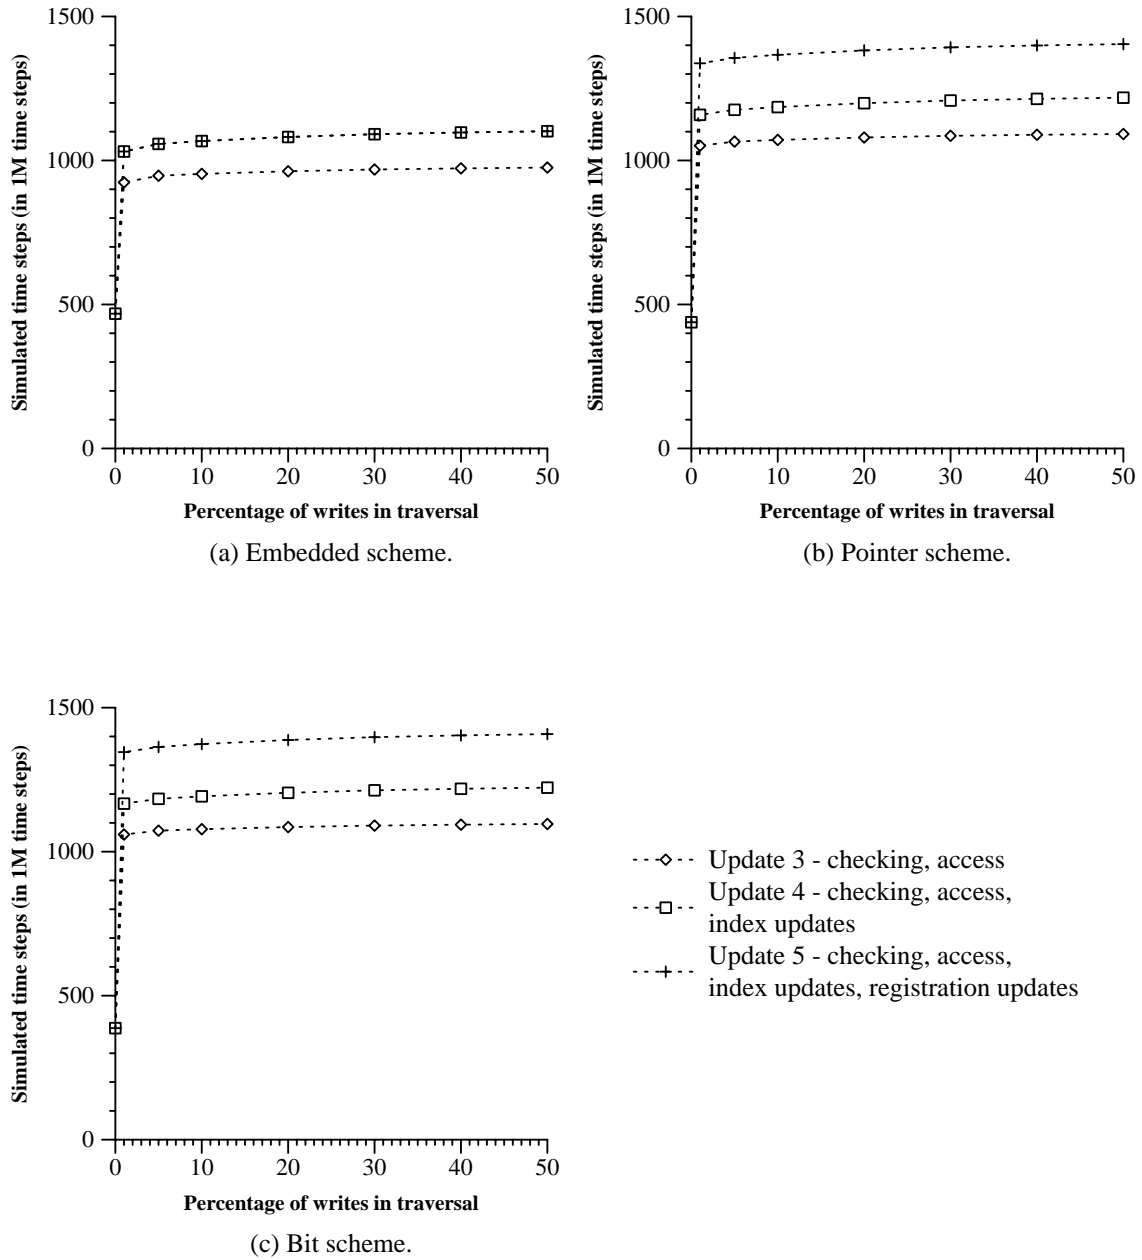 1500
1000
500
0
Simulated time steps (in 1M time steps)
0 10 20 30 40 50
Percentage of writes in traversal
(a) Embedded scheme.
1500
1000
500
0
Simulated time steps (in 1M time steps)
0 10 20 30 40 50
Percentage of writes in traversal
(b) Pointer scheme.
1500
1000
500
0
Simulated time steps (in 1M time steps)
0 10 20 30 40 50
Percentage of writes in traversal
(c) Bit scheme.
Update 3 - checking, access
Update 4 - checking, access,
index updates
Update 5 - checking, access,
index updates, registration updates